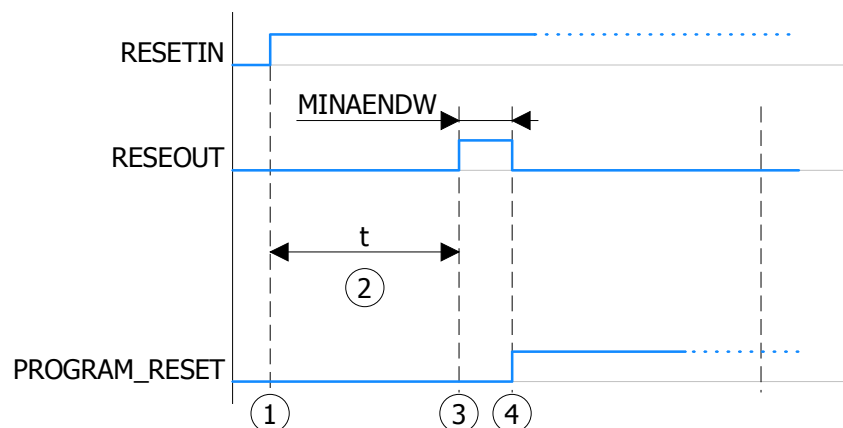 RESETIN
MINAENDW
RESEOUT
t
2
PROGRAM_RESET
1 3 4